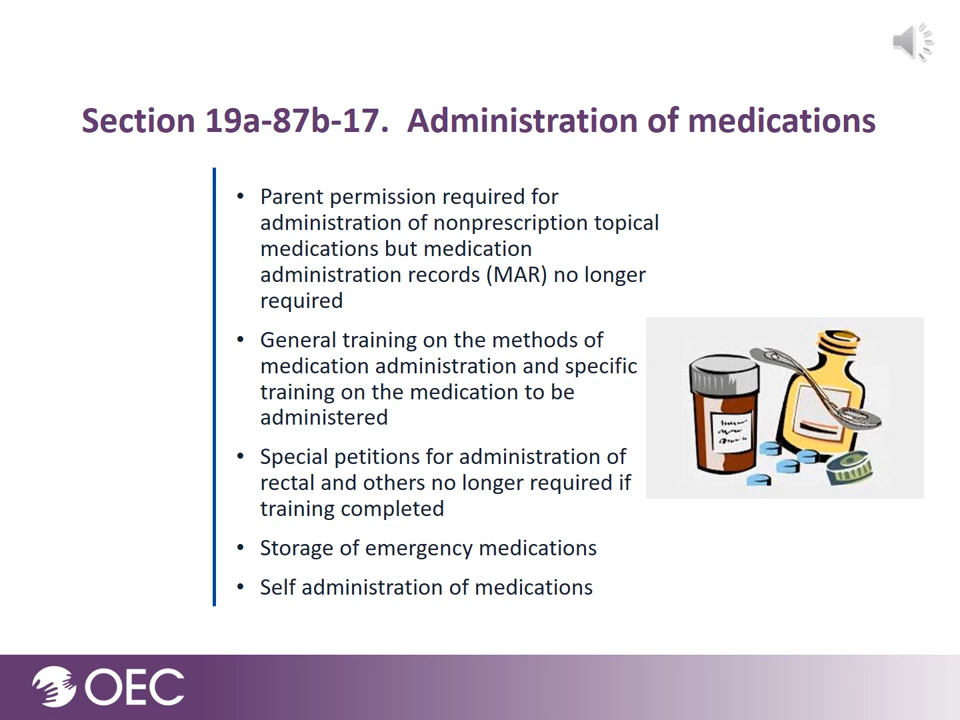 Section 19a-87b-17.  Administration of medications
• Parent permission required for
administration of nonprescription topical
medications but medication
administration records (MAR) no longer
required
• General training on the methods of
medication administration and specific
training on the medication to be
administered
• Special petitions for administration of
rectal and others no longer required if
training completed
• Storage of emergency medications
• Self administration of medications
OEC